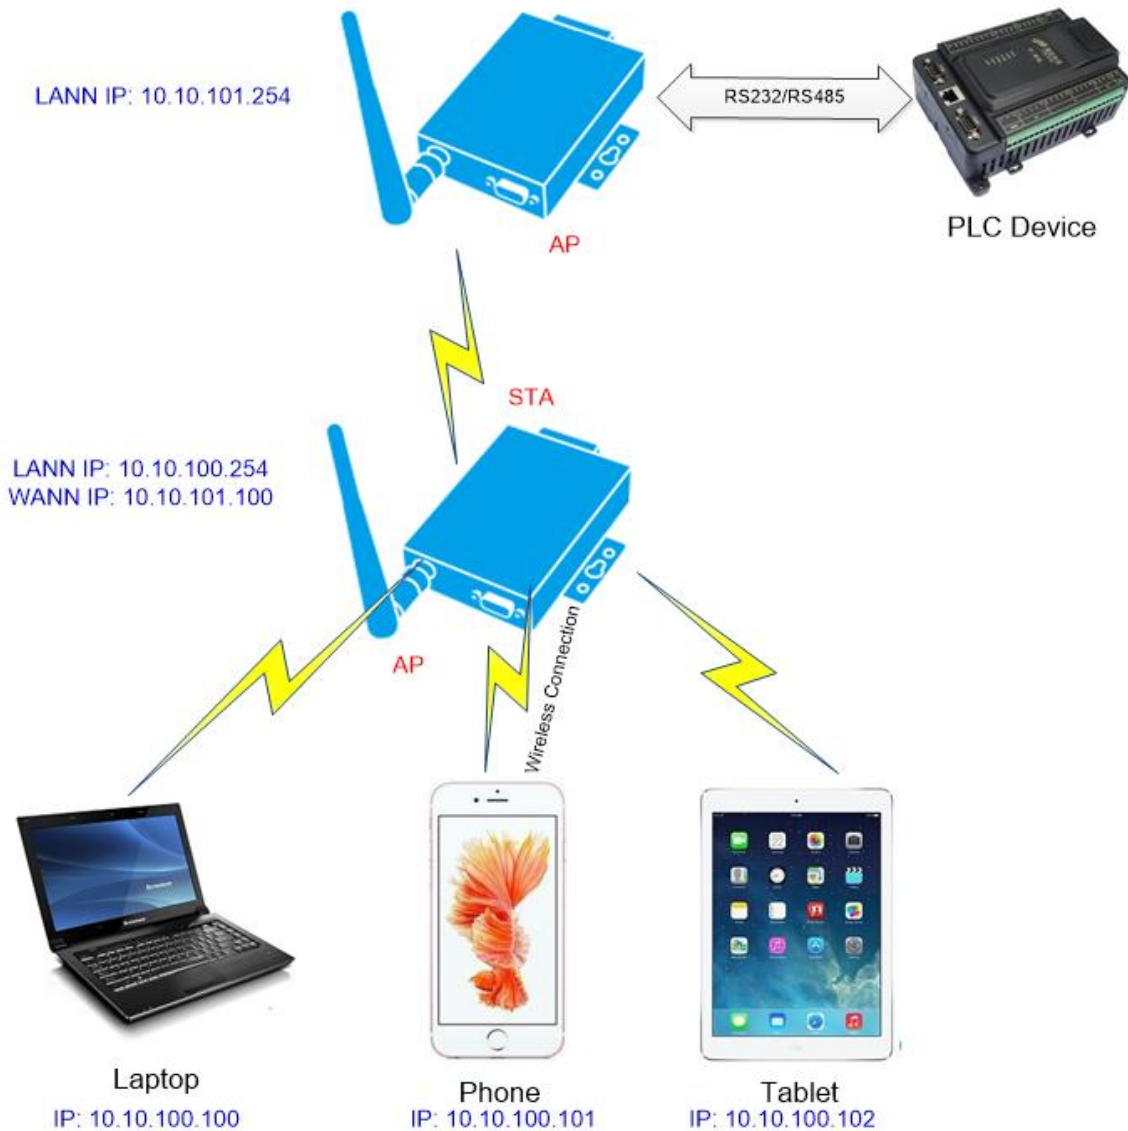 LANN IP: 10.10.101.254
RS232/RS485
PLC Device
AP
STA
LANN IP: 10.10.100.254
WANN IP: 10.10.101.100
AP
Wireless Connection
Laptop
Phone
Tablet
IP: 10.10.100.100
IP: 10.10.100.101
IP: 10.10.100.102